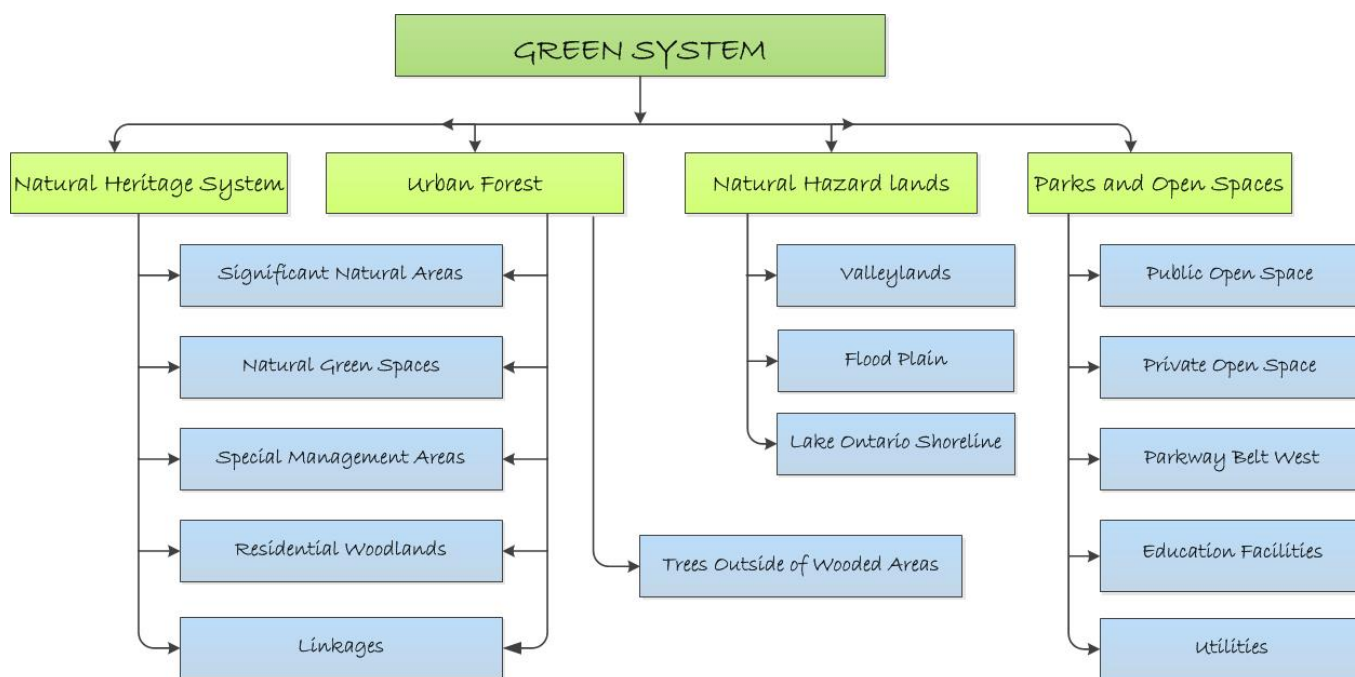 GREEN SYSTEM
Natural Heritage System
Urban Forest
Natural Hazard lands
Parks and Open Spaces
Significant Natural Areas
Valleylands
Public Open Space
Natural Green Spaces
Flood Plain
Private Open Space
Special Management Areas
Lake Ontario Shoreline
Parkway Belt West
Residential Woodlands
Trees Outside of Wooded Areas
Education Facilities
Linkages
Utilities